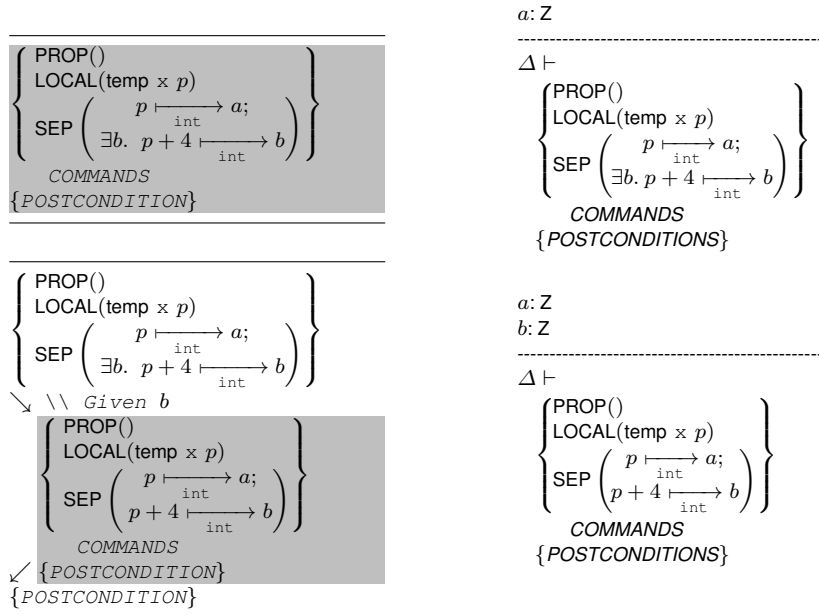 { PROP()
LOCAL(temp x p)
SEP ( p ⟼ a;
int
∃b. p + 4 ⟼ b ) }
int
COMMANDS
{POSTCONDITION}
{ PROP()
LOCAL(temp x p)
SEP ( p ⟼ a;
int
∃b. p + 4 ⟼ b ) }
int
↘ \\ Given b
{ PROP()
LOCAL(temp x p)
SEP ( p ⟼ a;
int
p + 4 ⟼ b ) }
int
COMMANDS
↙ {POSTCONDITION}
{POSTCONDITION}
a: Z
Δ ⊢
{ PROP()
LOCAL(temp x p)
SEP ( p ⟼ a;
int
∃b. p + 4 ⟼ b ) }
int
COMMANDS
{POSTCONDITIONS}
a: Z
b: Z
Δ ⊢
{ PROP()
LOCAL(temp x p)
SEP ( p ⟼ a;
int
p + 4 ⟼ b ) }
int
COMMANDS
{POSTCONDITIONS}